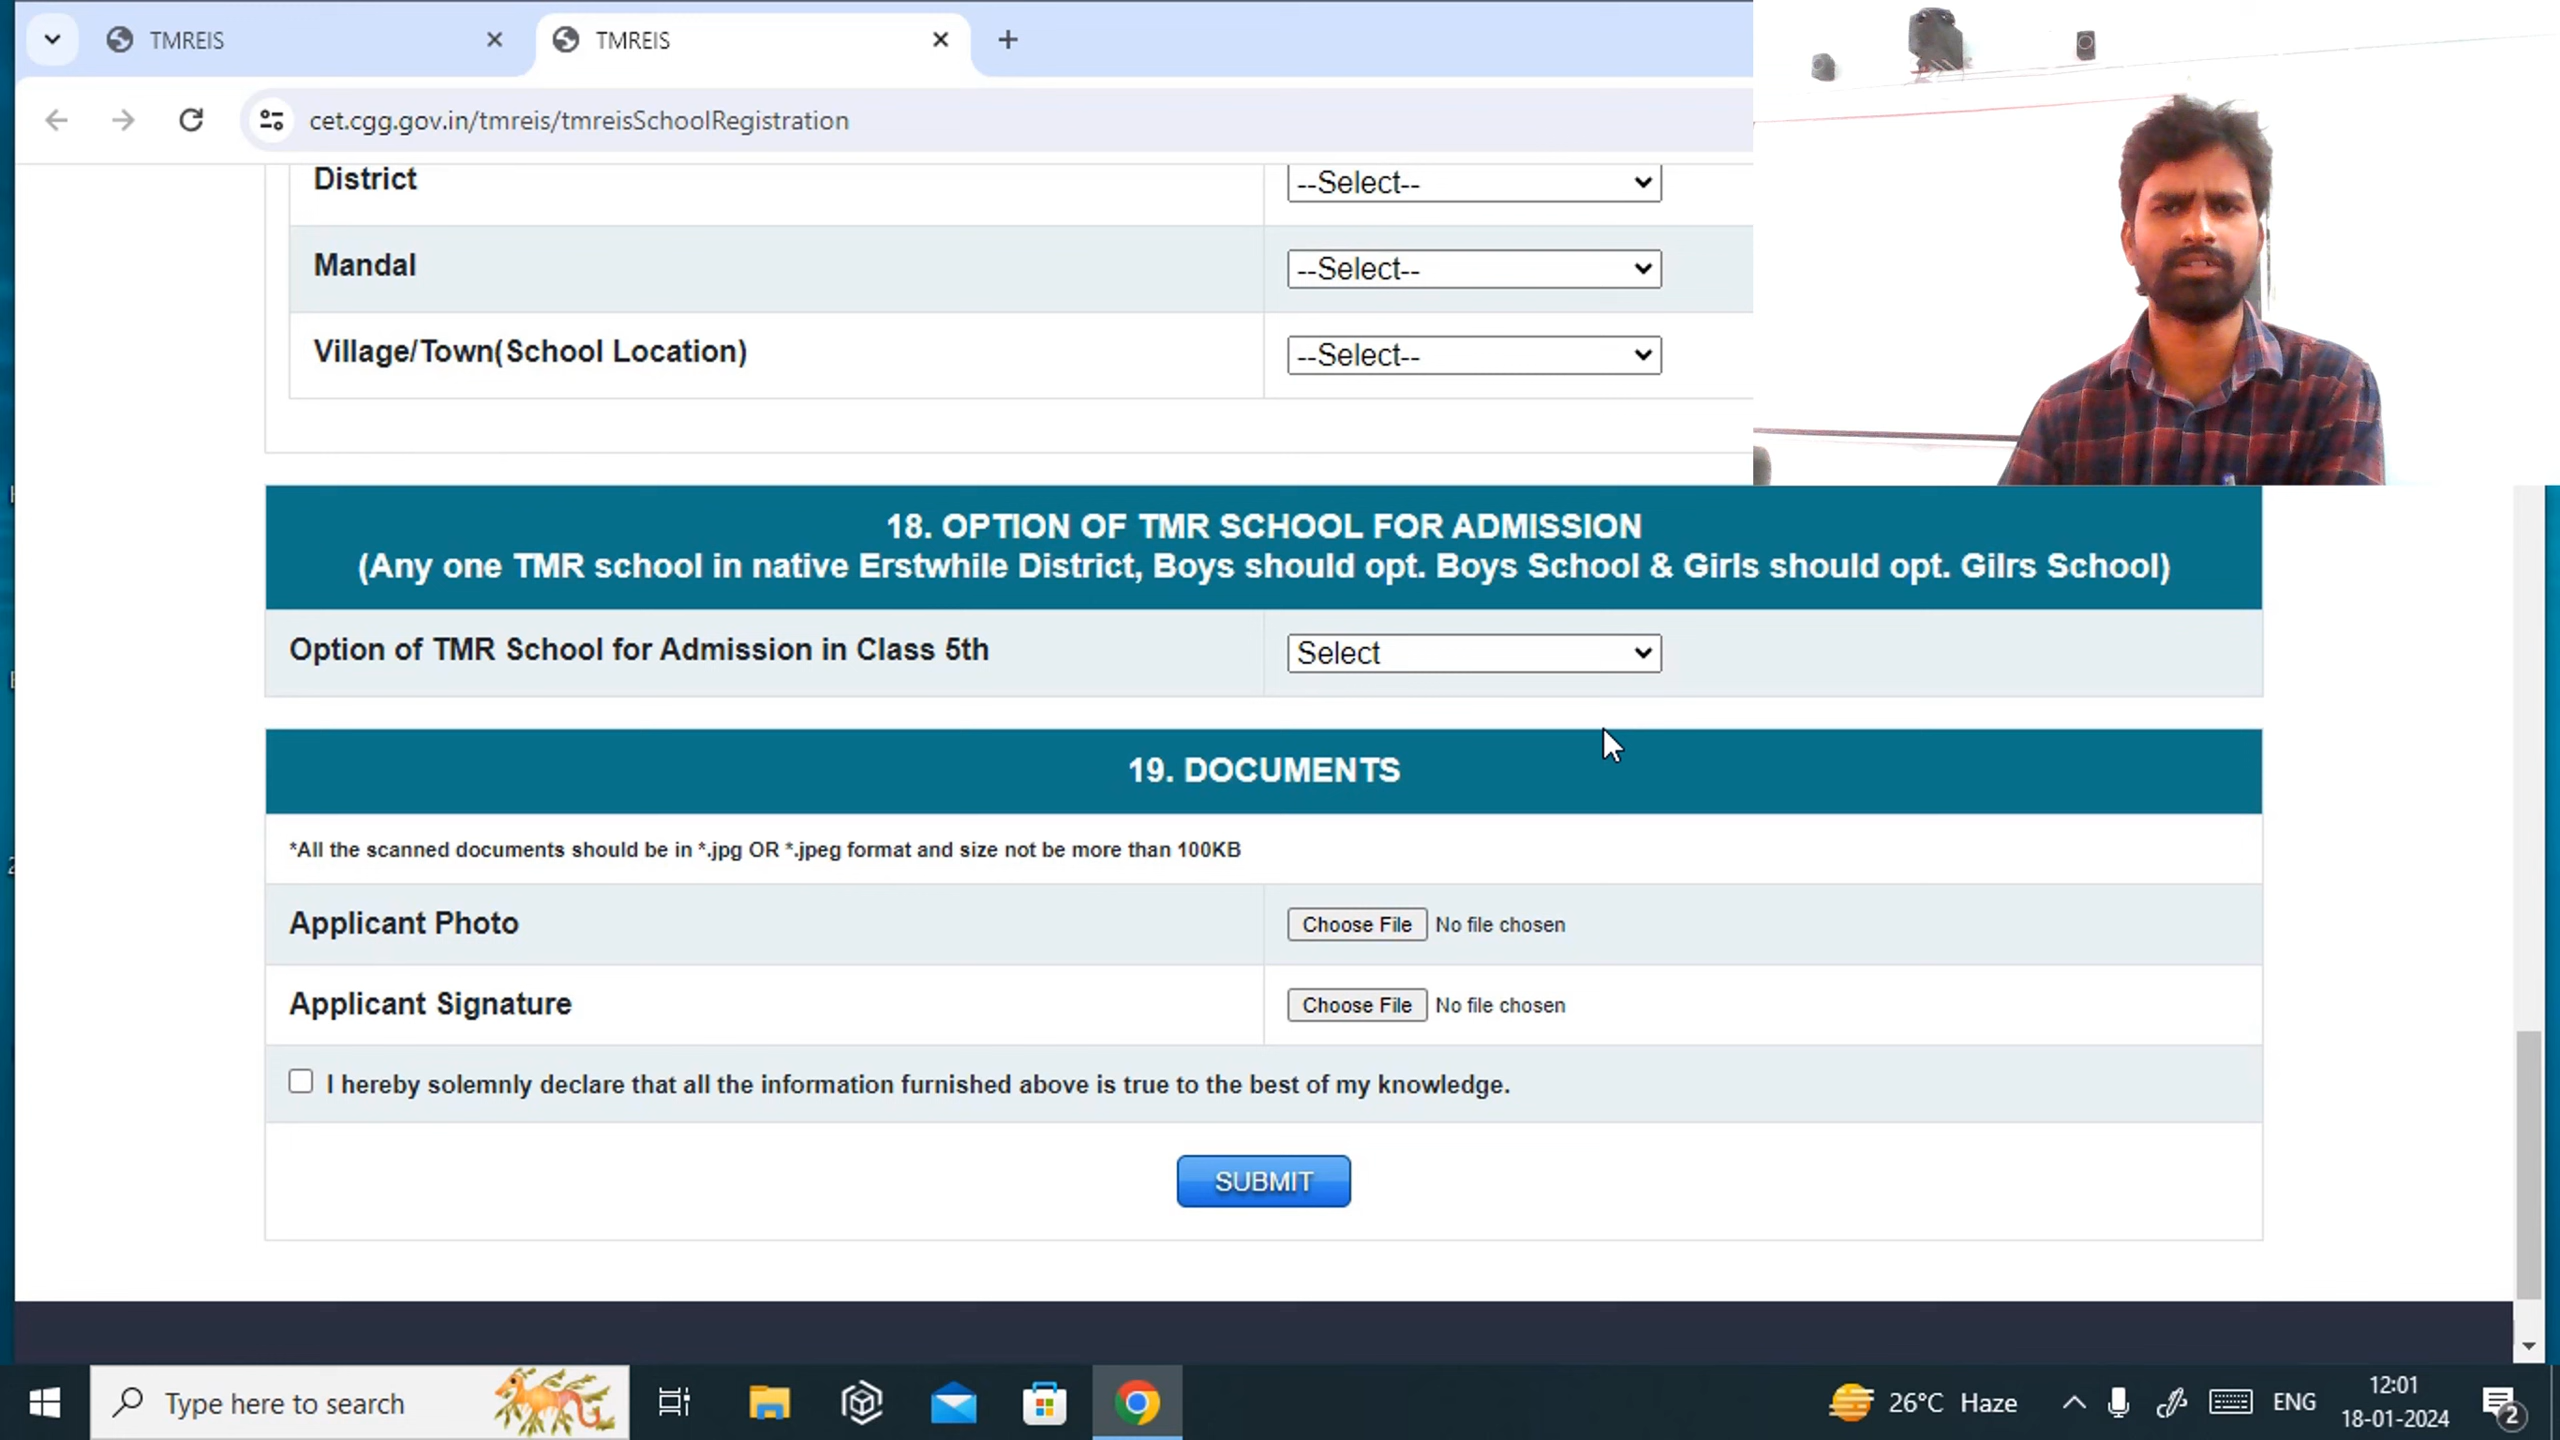 TMREIS
TMREIS
cet.cgg.gov.in/tmreis/tmreisSchoolRegistration
District
--Select--
Mandal
--Select--
Village/Town(School Location)
--Select--
18. OPTION OF TMR SCHOOL FOR ADMISSION
(Any one TMR school in native Erstwhile District, Boys should opt. Boys School & Girls should opt. Gilrs School)
Option of TMR School for Admission in Class 5th
Select
19. DOCUMENTS
*All the scanned documents should be in *.jpg OR *.jpeg format and size not be more than 100KB
Applicant Photo
Choose File No file chosen
Applicant Signature
Choose File No file chosen
I hereby solemnly declare that all the information furnished above is true to the best of my knowledge.
SUBMIT
Type here to search
26°C Haze
ENG
12:01
18-01-2024
2